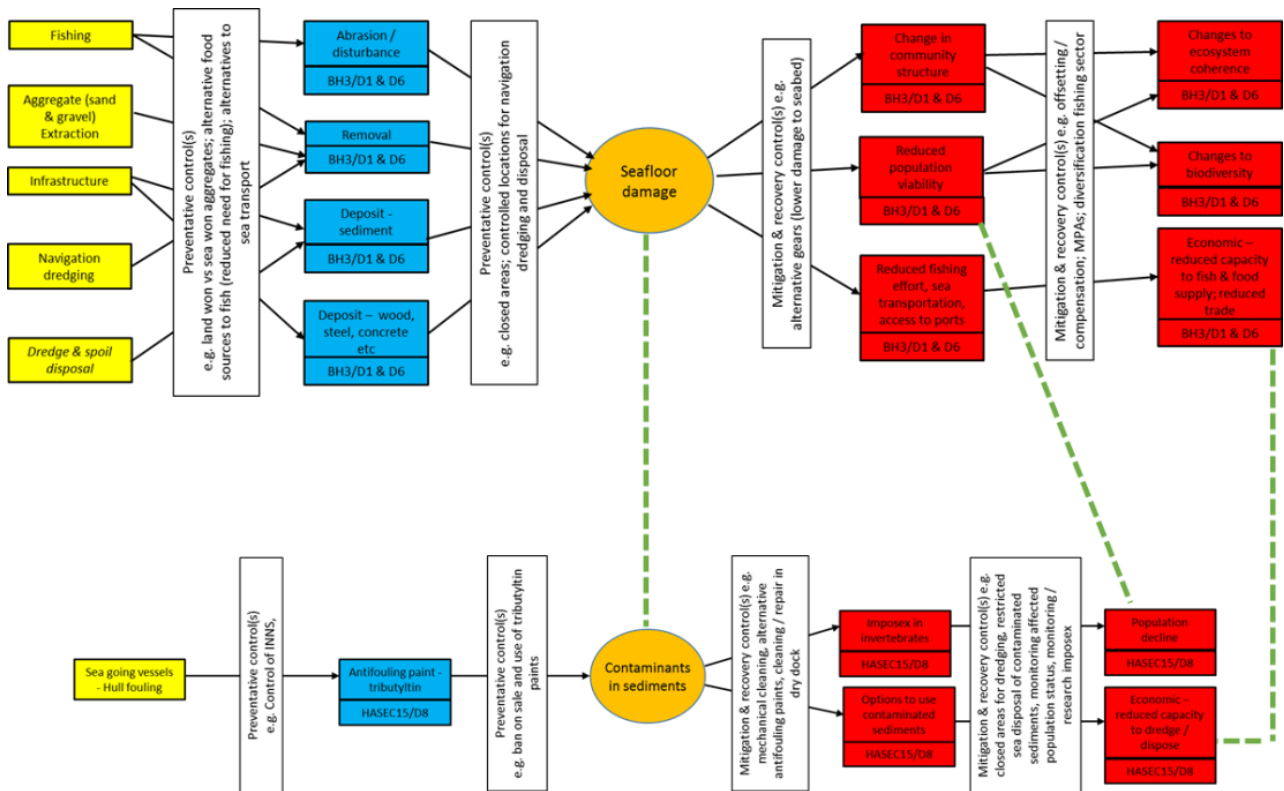 Fishing
Aggregate (sand
& gravel)
Extraction
Infrastructure
Navigation
dredging
Dredge & spoil
disposal
Preventative control(s)
e.g. land won vs sea won aggregates; alternative food
sources to fish (reduced need for fishing); alternatives to
sea transport
Abrasion /
disturbance
BH3/D1 & D6
Removal
BH3/D1 & D6
Deposit -
sediment
BH3/D1 & D6
Deposit – wood,
steel, concrete
etc
BH3/D1 & D6
Preventative control(s)
e.g. closed areas; controlled locations for navigation
dredging and disposal
Seafloor
damage
Mitigation & recovery control(s) e.g.
alternative gears (lower damage to seabed)
Change in
community
structure
BH3/D1 & D6
Reduced
population
viability
BH3/D1 & D6
Reduced fishing
effort, sea
transportation,
access to ports
BH3/D1 & D6
Mitigation & recovery control(s) e.g. offsetting/
compensation; MPAs; diversification fishing sector
Changes to
ecosystem
coherence
BH3/D1 & D6
Changes to
biodiversity
BH3/D1 & D6
Economic –
reduced capacity
to fish & food
supply; reduced
trade
BH3/D1 & D6
Sea going vessels
- Hull fouling
Preventative control(s)
e.g. Control of INNS,
Antifouling paint -
tributyltin
HASEC15/D8
Preventative control(s)
e.g. ban on sale and use of tributyltin
paints
Contaminants
in sediments
Mitigation & recovery control(s) e.g.
mechanical cleaning, alternative
antifouling paints, cleaning / repair in
dry dock
Imposex in
invertebrates
HASEC15/D8
Options to use
contaminated
sediments
HASEC15/D8
Mitigation & recovery control(s) e.g.
closed areas for dredging, restricted
sea disposal of contaminated
sediments, monitoring affected
population status, monitoring /
research imposex
Population
decline
HASEC15/D8
Economic –
reduced capacity
to dredge /
dispose
HASEC15/D8